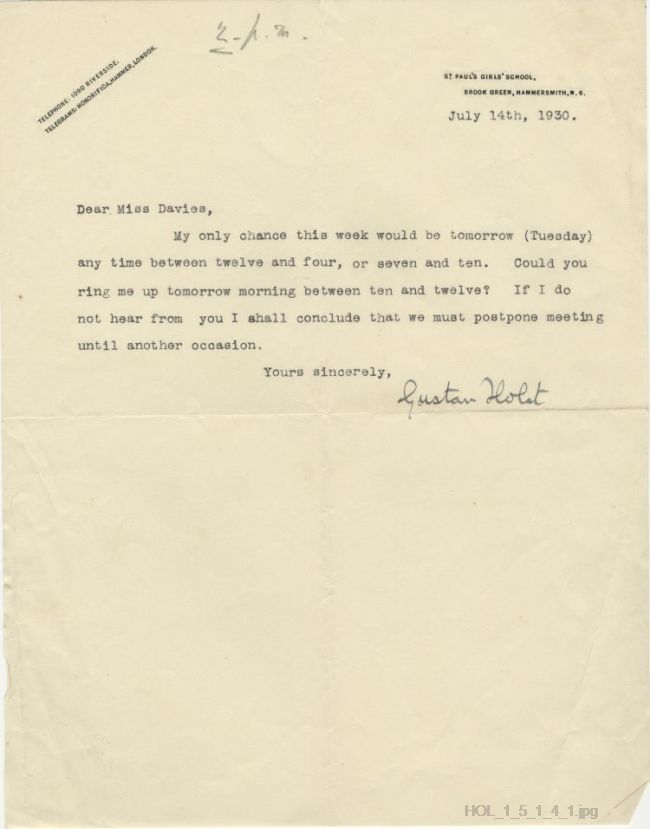 2-p.m.
TELEPHONE: 1090 RIVERSIDE.
TELEGRAMS: HONORIFICA, HAMMER, LONDON.
ST PAUL'S GIRLS' SCHOOL,
BROOK GREEN, HAMMERSMITH, W. 6.
July 14th, 1930.
Dear Miss Davies,
My only chance this week would be tomorrow (Tuesday)
any time between twelve and four, or seven and ten. Could you
ring me up tomorrow morning between ten and twelve? If I do
not hear from you I shall conclude that we must postpone meeting
until another occasion.
Yours sincerely,
Gustav Holst
HOL_1_5_1_4_1.jpg